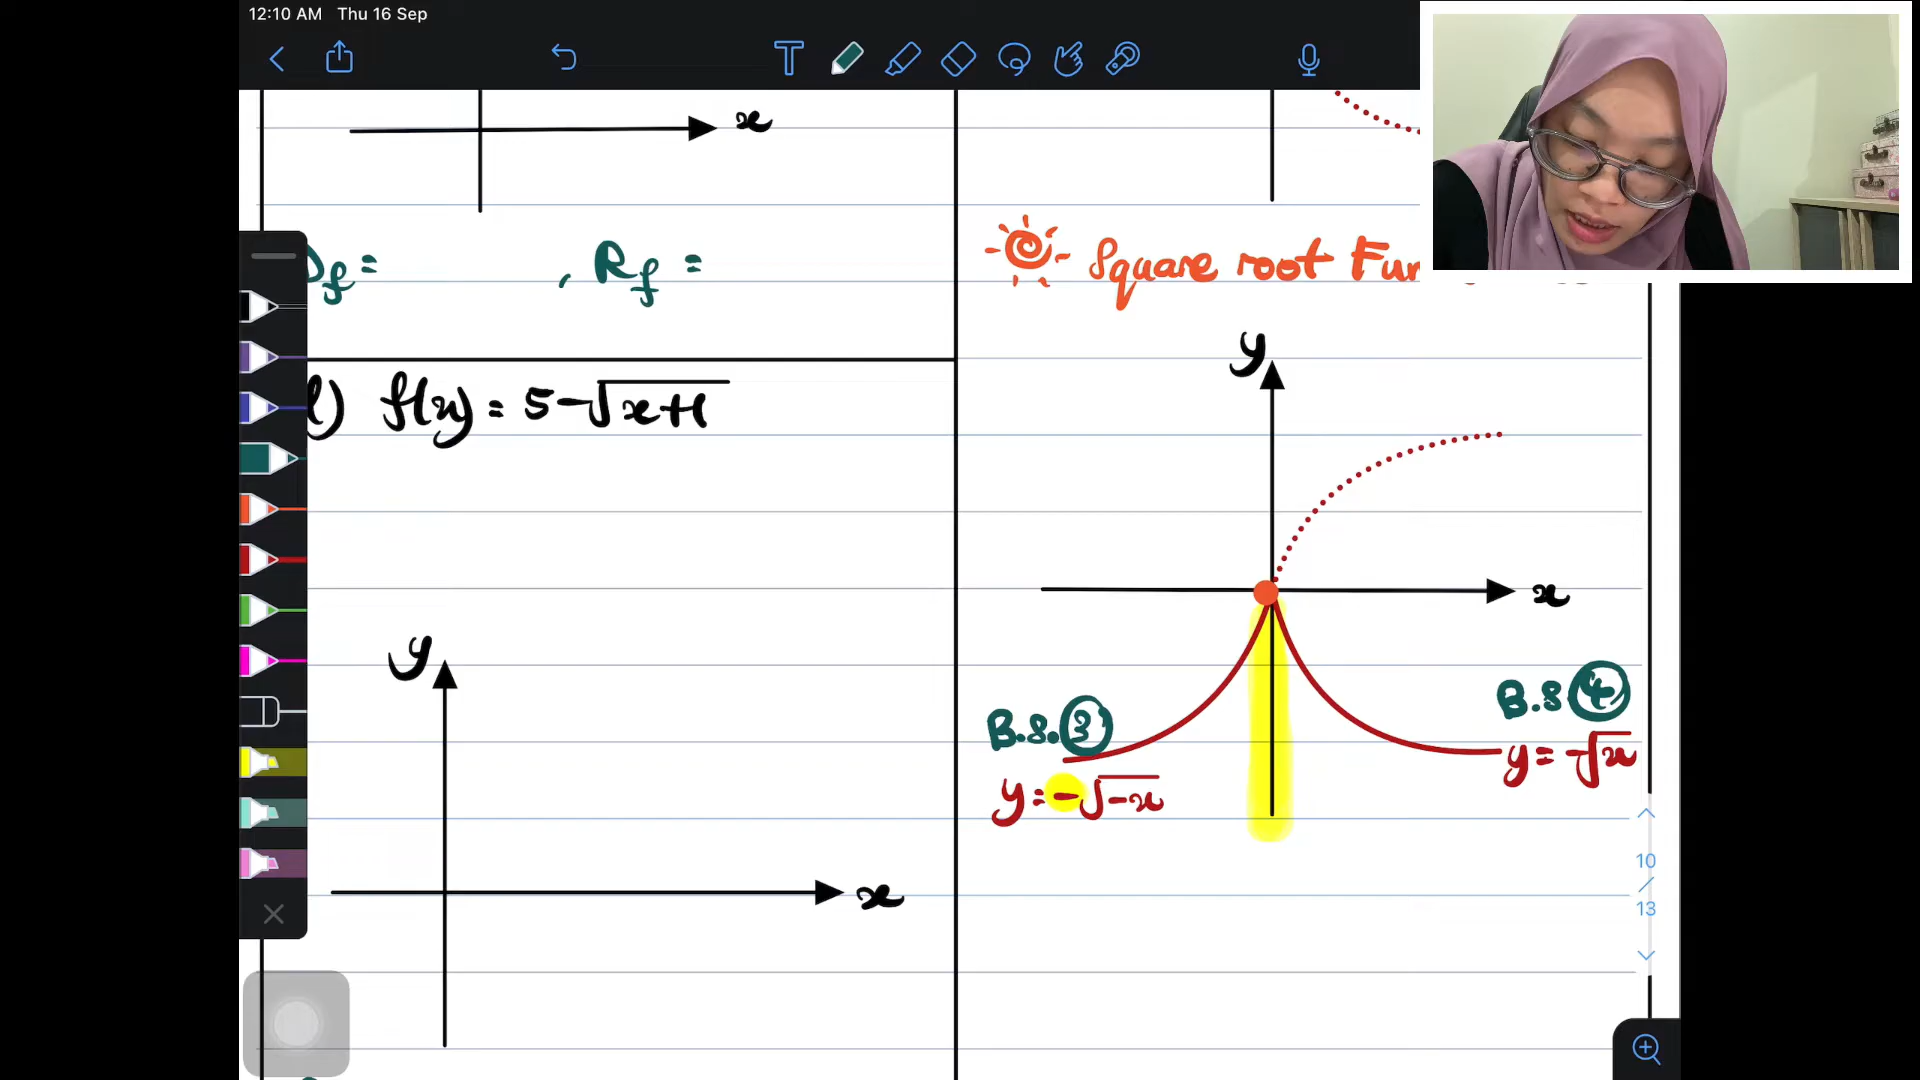 12:10 AM Thu 16 Sep
x
Df = , Rf =
f(x) = 5-√x+1
y
x
Square root Fun
y
x
B.S. 3
y = -√-x
B.S. 4
y = -√x
10
/
13